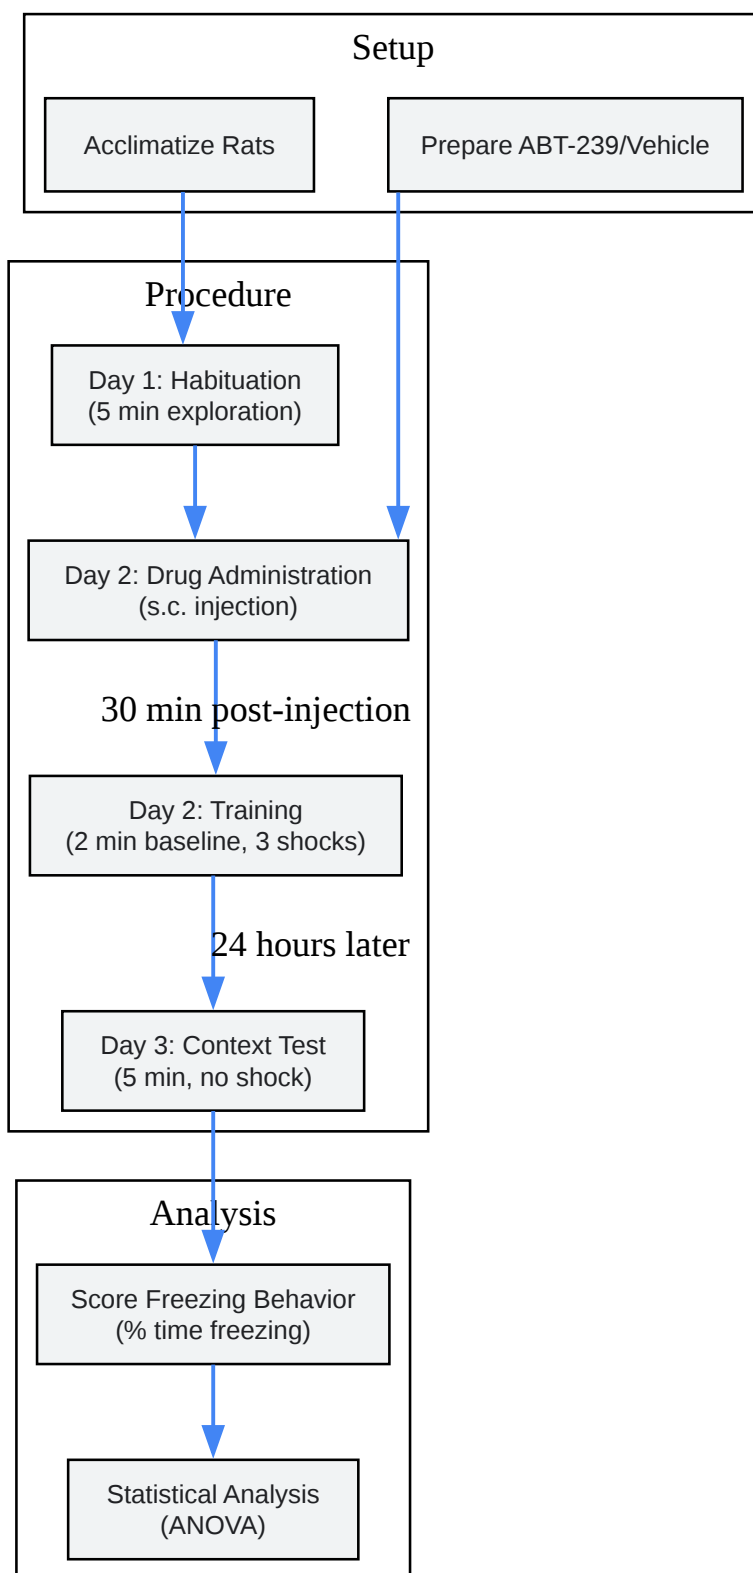 Setup
Acclimatize Rats
Prepare ABT-239/Vehicle
Procedure
Day 1: Habituation
(5 min exploration)
Day 2: Drug Administration
(s.c. injection)
30 min post-injection
Day 2: Training
(2 min baseline, 3 shocks)
24 hours later
Day 3: Context Test
(5 min, no shock)
Analysis
Score Freezing Behavior
(% time freezing)
Statistical Analysis
(ANOVA)